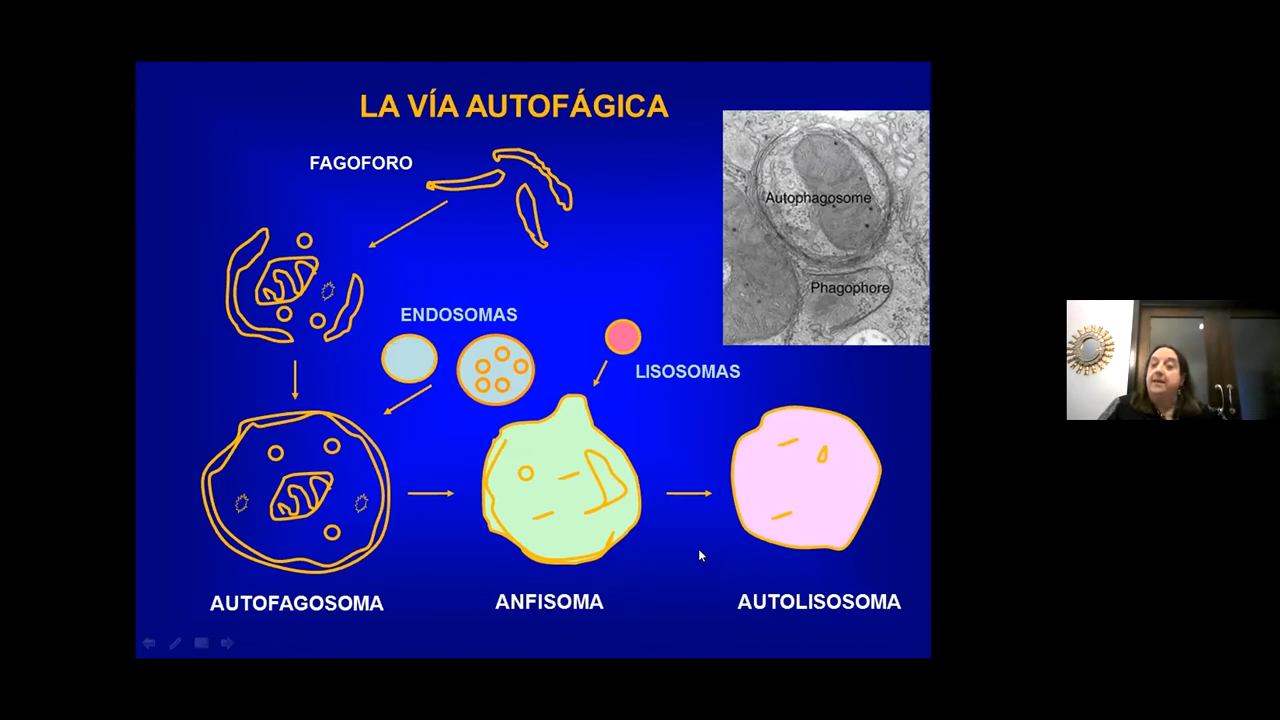 LA VÍA AUTOFÁGICA
FAGOFORO
Autophagosome
Phagophore
ENDOSOMAS
LISOSOMAS
AUTOFAGOSOMA
ANFISOMA
AUTOLISOSOMA